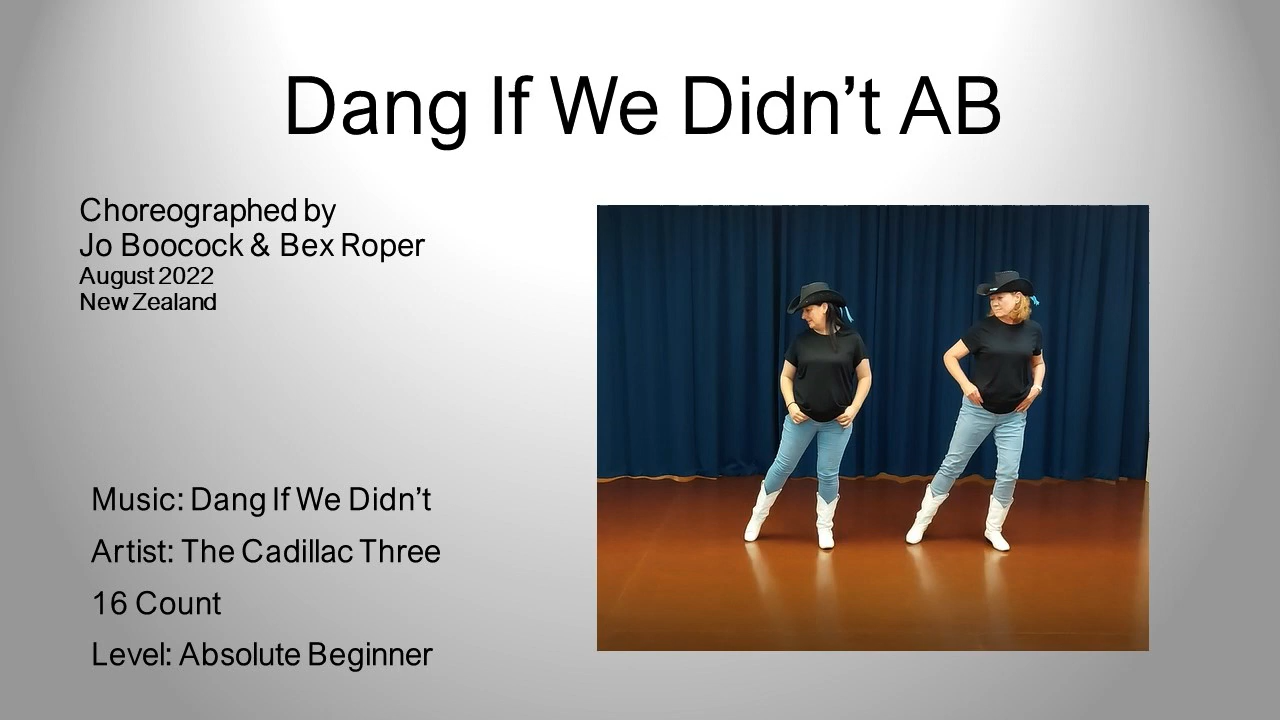 Dang If We Didn’t AB
Choreographed by
Jo Boocock & Bex Roper
August 2022
New Zealand
Music: Dang If We Didn’t
Artist: The Cadillac Three
16 Count
Level: Absolute Beginner